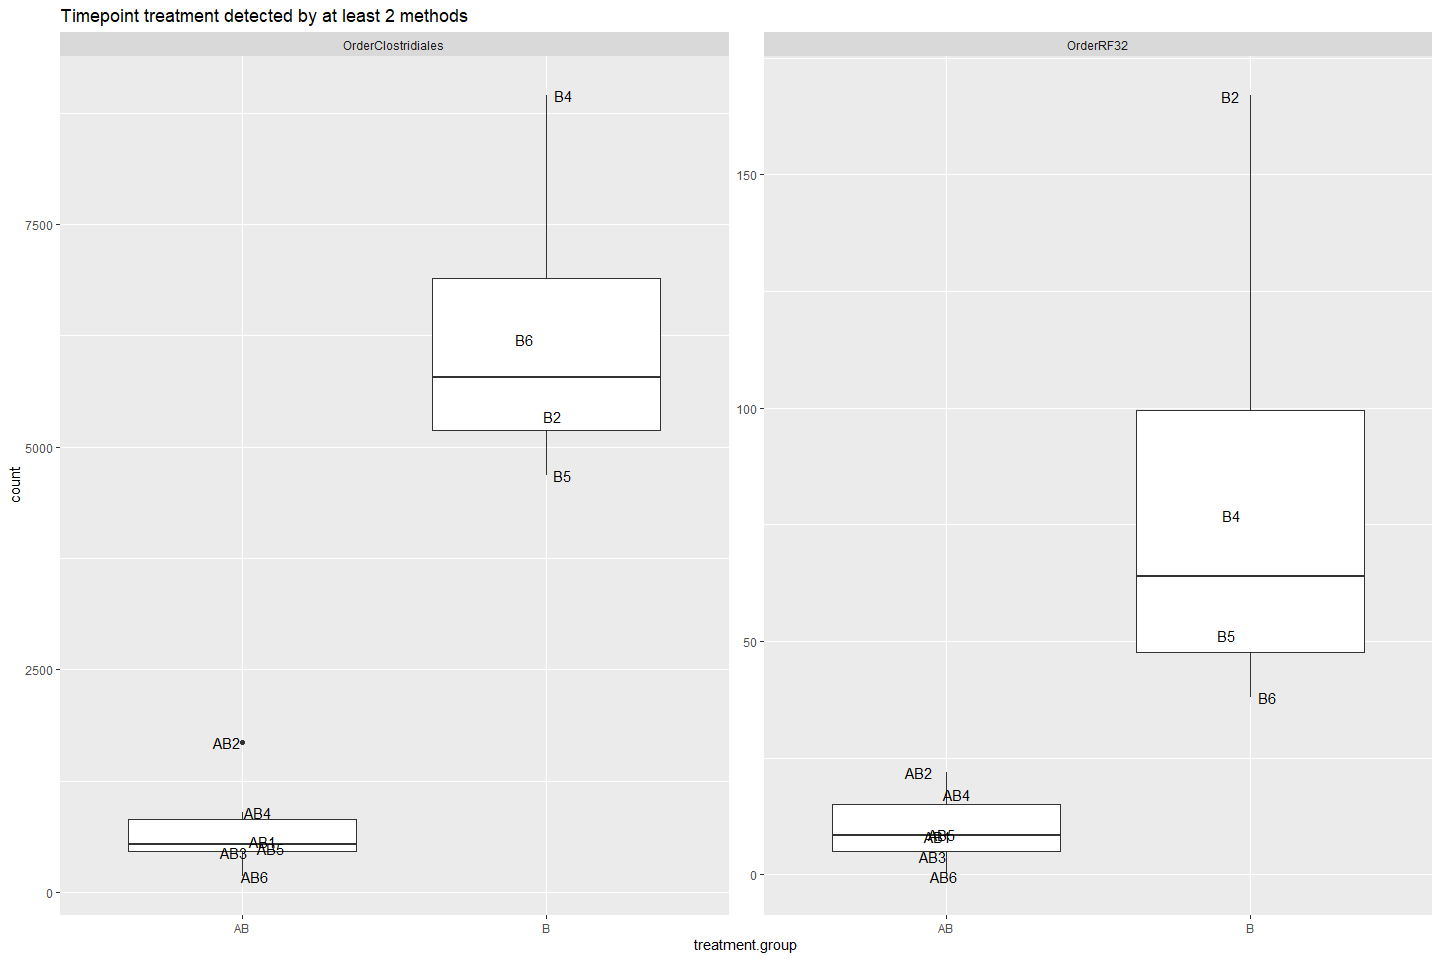 Timepoint treatment detected by at least 2 methods
OrderClostridiales
OrderRF32
count
7500
5000
2500
0
B4
B6
B2
B5
AB2
AB4
AB1
AB5
AB3
AB6
AB
B
150
100
50
0
B2
B4
B5
B6
AB2
AB4
AB5
AB1
AB3
AB6
AB
B
treatment.group